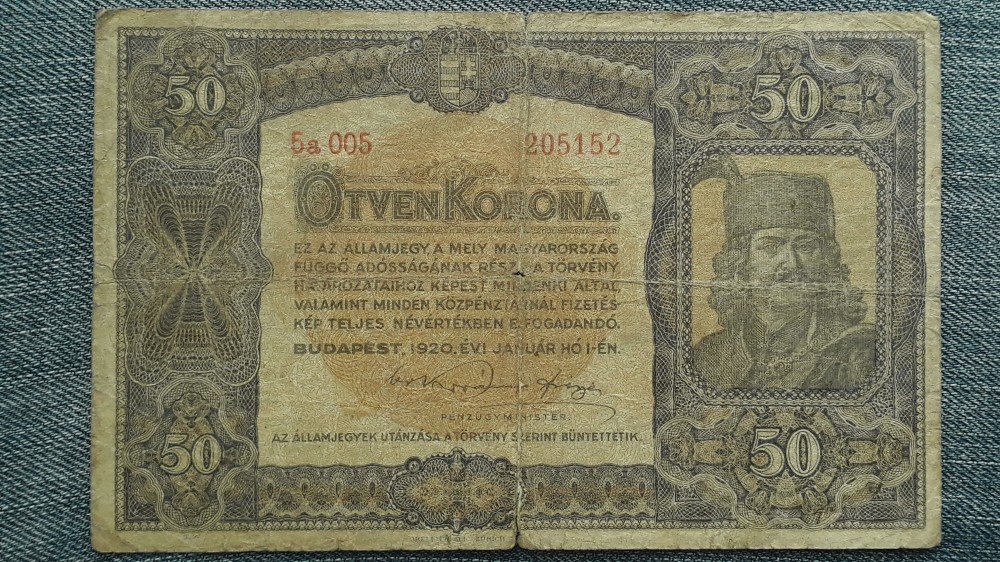 50 50
5a 005 205152
ÖTVEN KORONA.
EZ AZ ÁLLAMJEGY, A MELY MAGYARORSZÁG
FÜGGŐ ADÓSSÁGÁNAK RÉSZE, A TÖRVÉNY
HATÁROZATAIHOZ KÉPEST MINDENKI ÁLTAL,
VALAMINT MINDEN KÖZPÉNZTÁRNÁL FIZETÉS-
KÉP TELJES NÉVÉRTÉKBEN ELFOGADANDÓ.
BUDAPEST, 1920. ÉVI JANUÁR HÓ 1-ÉN.
PÉNZÜGYMINISTER.
AZ ÁLLAMJEGYEK UTÁNZÁSA A TÖRVÉNY SZERINT BÜNTETTETIK.
50 50
ZÜRICH